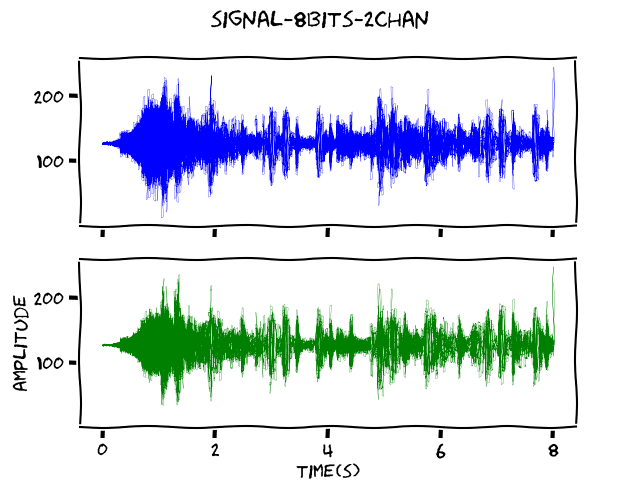 SIGNAL-8BITS-2CHAN
200
100
200
100
AMPLITUDE
0 2 4 6 8
TIME(S)